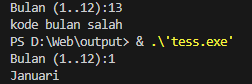 Bulan (1..12):13
kode bulan salah
PS D:\Web\output> & .\'tess.exe'
Bulan (1..12):1
Januari